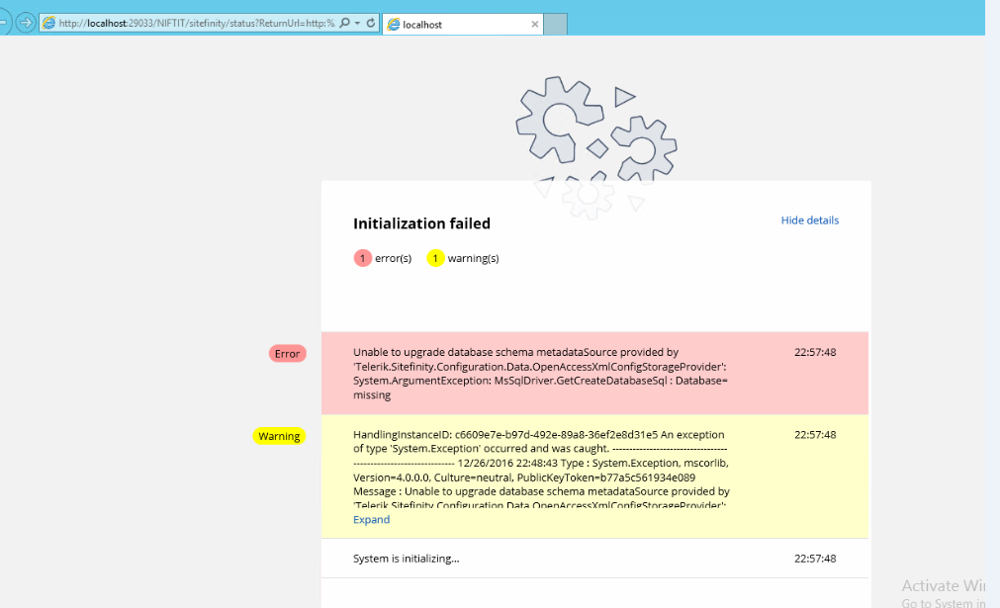 http://localhost:29033/NIFTIT/sitefinity/status?ReturnUrl=http:%
localhost
Initialization failed
Hide details
1 error(s) 1 warning(s)
Error
Unable to upgrade database schema metadataSource provided by
22:57:48
'Telerik.Sitefinity.Configuration.Data.OpenAccessXmlConfigStorageProvider':
System.ArgumentException: MsSqlDriver.GetCreateDatabaseSql : Database=
missing
Warning
HandlingInstanceID: c6609e7e-b97d-492e-89a8-36ef2e8d31e5 An exception
22:57:48
of type 'System.Exception' occurred and was caught. ---------------------------------
----------------------------- 12/26/2016 22:48:43 Type : System.Exception, mscorlib,
Version=4.0.0.0, Culture=neutral, PublicKeyToken=b77a5c561934e089
Message : Unable to upgrade database schema metadataSource provided by
'Telerik.Sitefinity.Configuration.Data.OpenAccessXmlConfigStorageProvider':
Expand
System is initializing...
22:57:48
Activate Wi
Go to System in